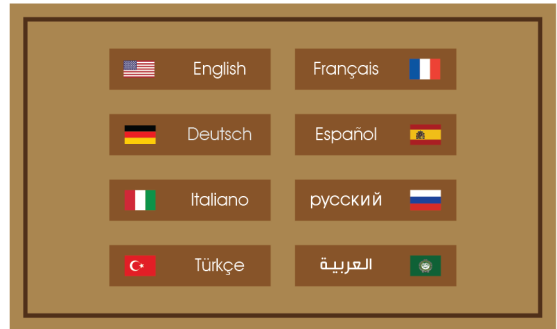 English
Français
Deutsch
Español
Italiano
русский
Türkçe
العربية